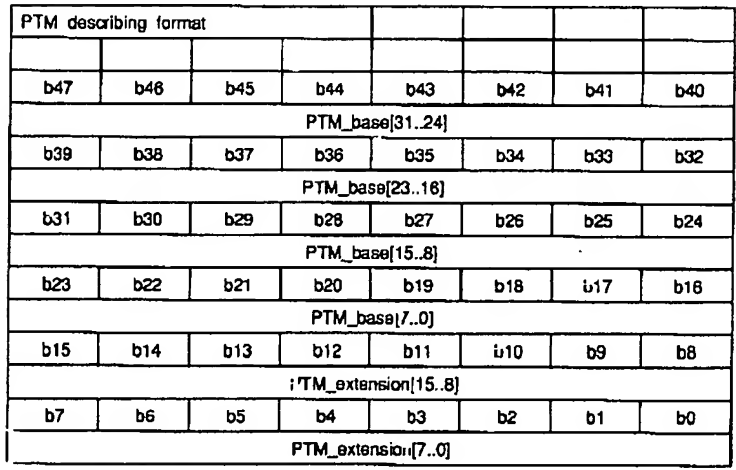 PTM describing format
b47 b46 b45 b44 b43 b42 b41 b40
PTM_base[31..24]
b39 b38 b37 b36 b35 b34 b33 b32
PTM_base[23..16]
b31 b30 b29 b28 b27 b26 b25 b24
PTM_base[15..8]
b23 b22 b21 b20 b19 b18 b17 b16
PTM_base[7..0]
b15 b14 b13 b12 b11 b10 b9 b8
PTM_extension[15..8]
b7 b6 b5 b4 b3 b2 b1 b0
PTM_extension[7..0]